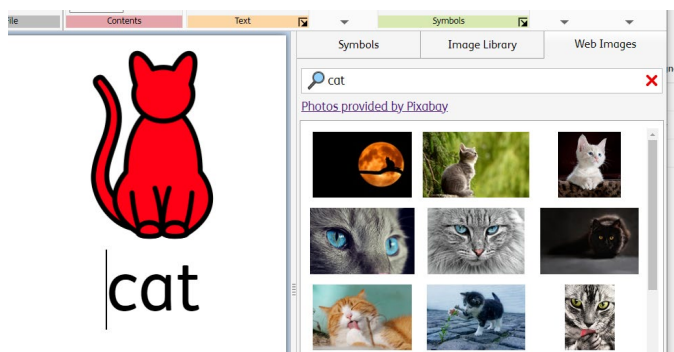 File Contents Text Symbols
Symbols Image Library Web Images
cat
Photos provided by Pixabay
cat